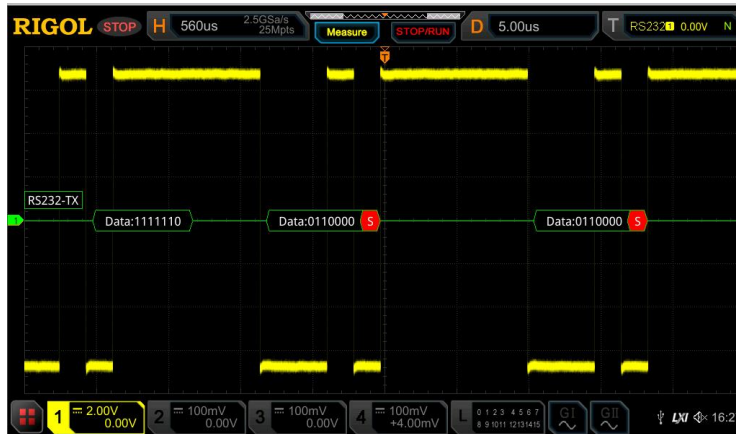 RIGOL STOP H 560us 2.5GSa/s 25Mpts Measure STOP/RUN D 5.00us T RS232 1 0.00V N
T
RS232-TX
1 Data:1111110 Data:0110000 S Data:0110000 S
1 2.00V 0.00V 2 100mV 0.00V 3 100mV 0.00V 4 100mV +4.00mV L 0 1 2 3 4 5 6 7 8 9 10 11 12 13 14 15 GI GII LXI 16:2